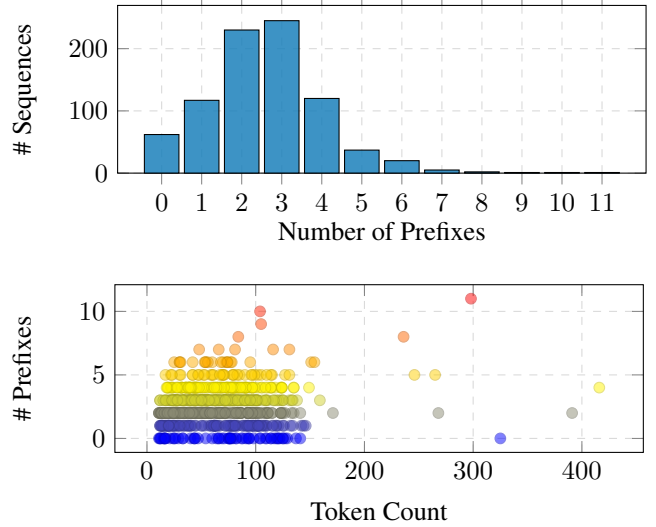 # Sequences
200
100
0
0 1 2 3 4 5 6 7 8 9 10 11
Number of Prefixes
# Prefixes
10
5
0
0 100 200 300 400
Token Count